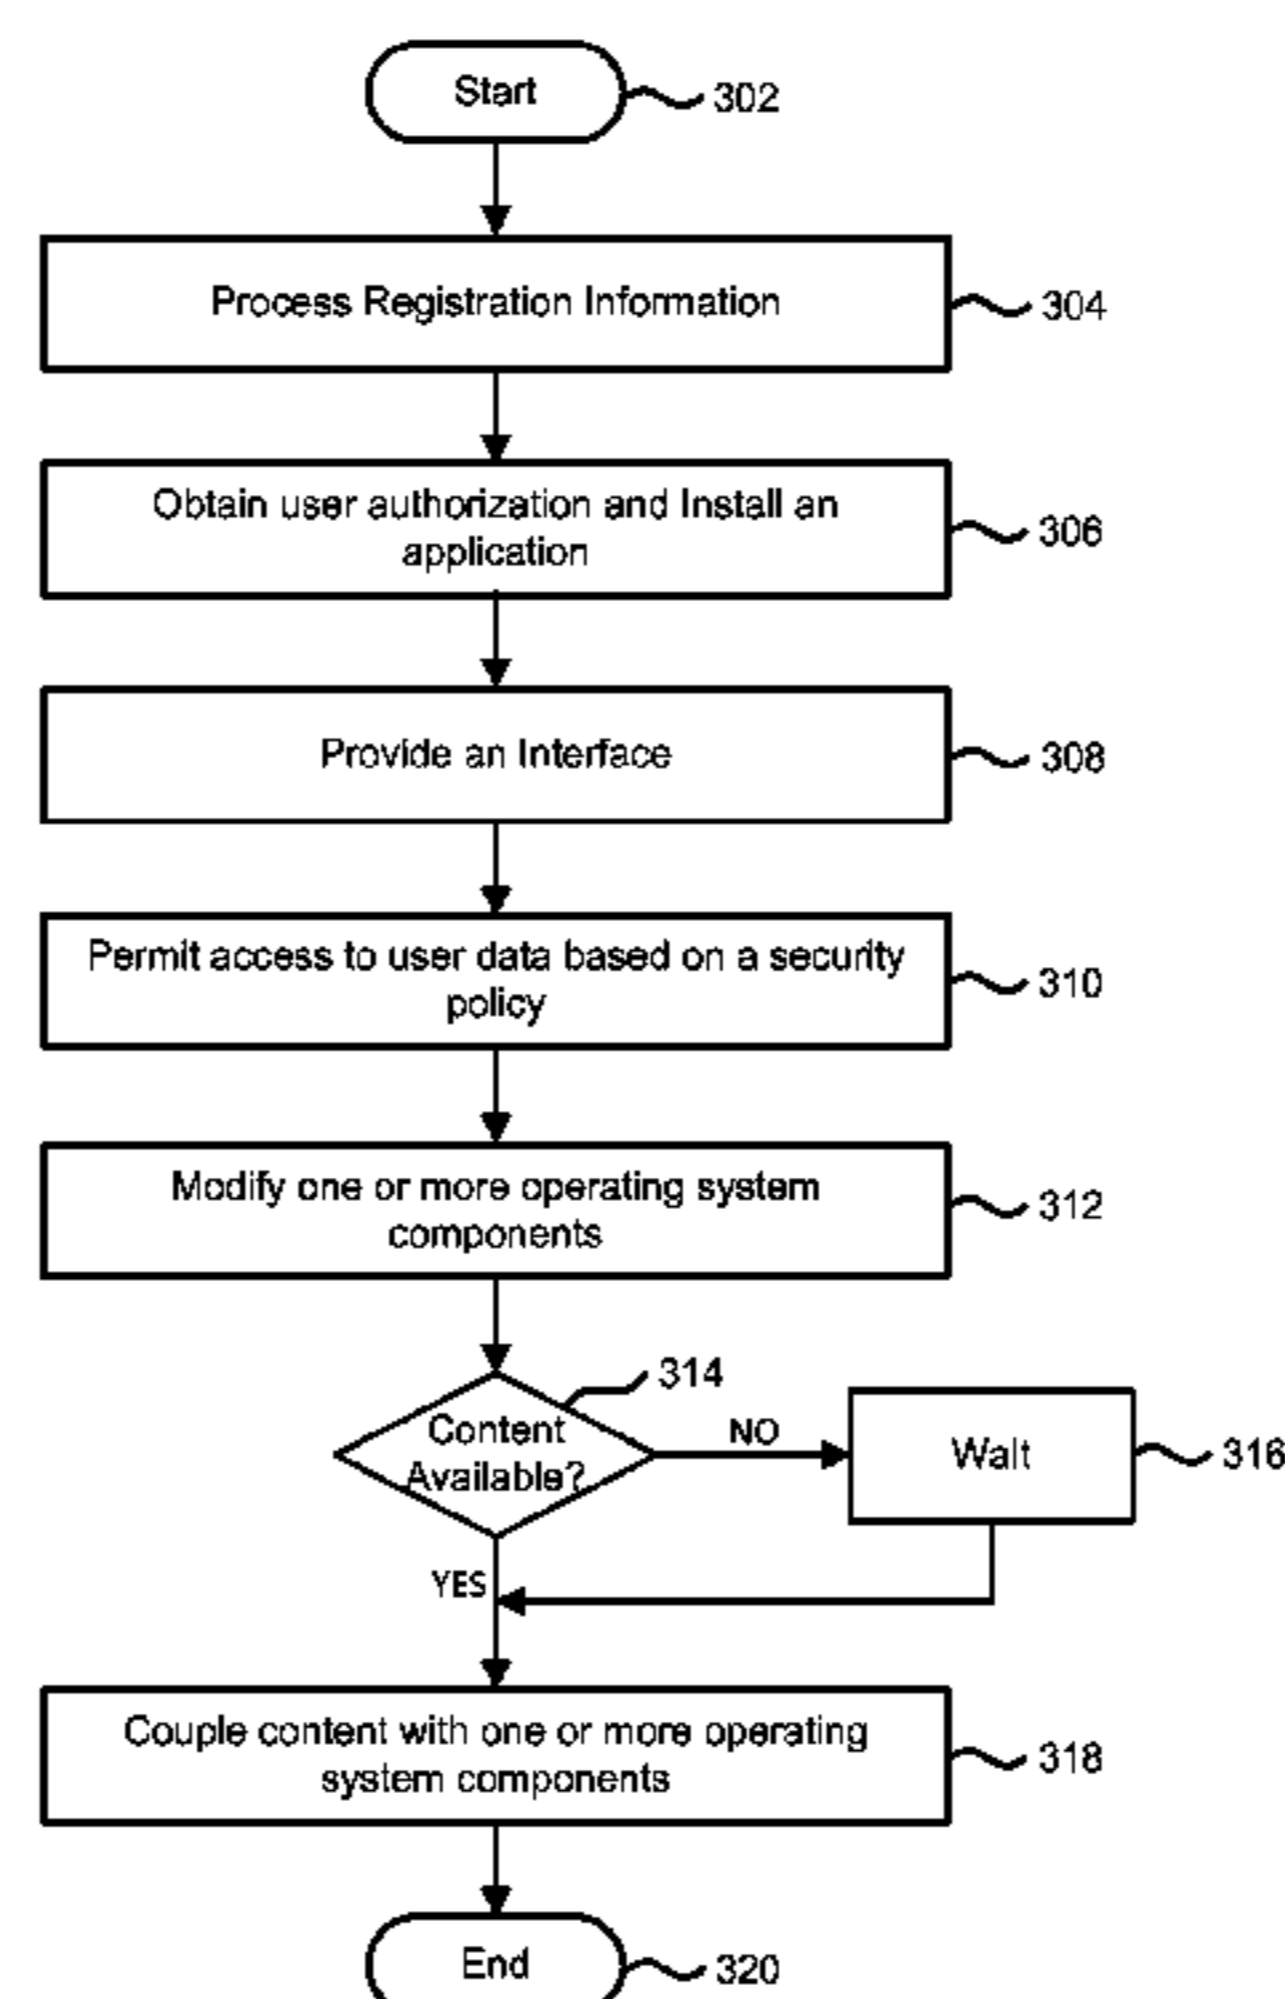 Start
302
Process Registration Information
304
Obtain user authorization and Install an
application
306
Provide an Interface
308
Permit access to user data based on a security
policy
310
Modify one or more operating system
components
312
314
Content
Available?
NO
Wait
316
YES
Couple content with one or more operating
system components
318
End
320